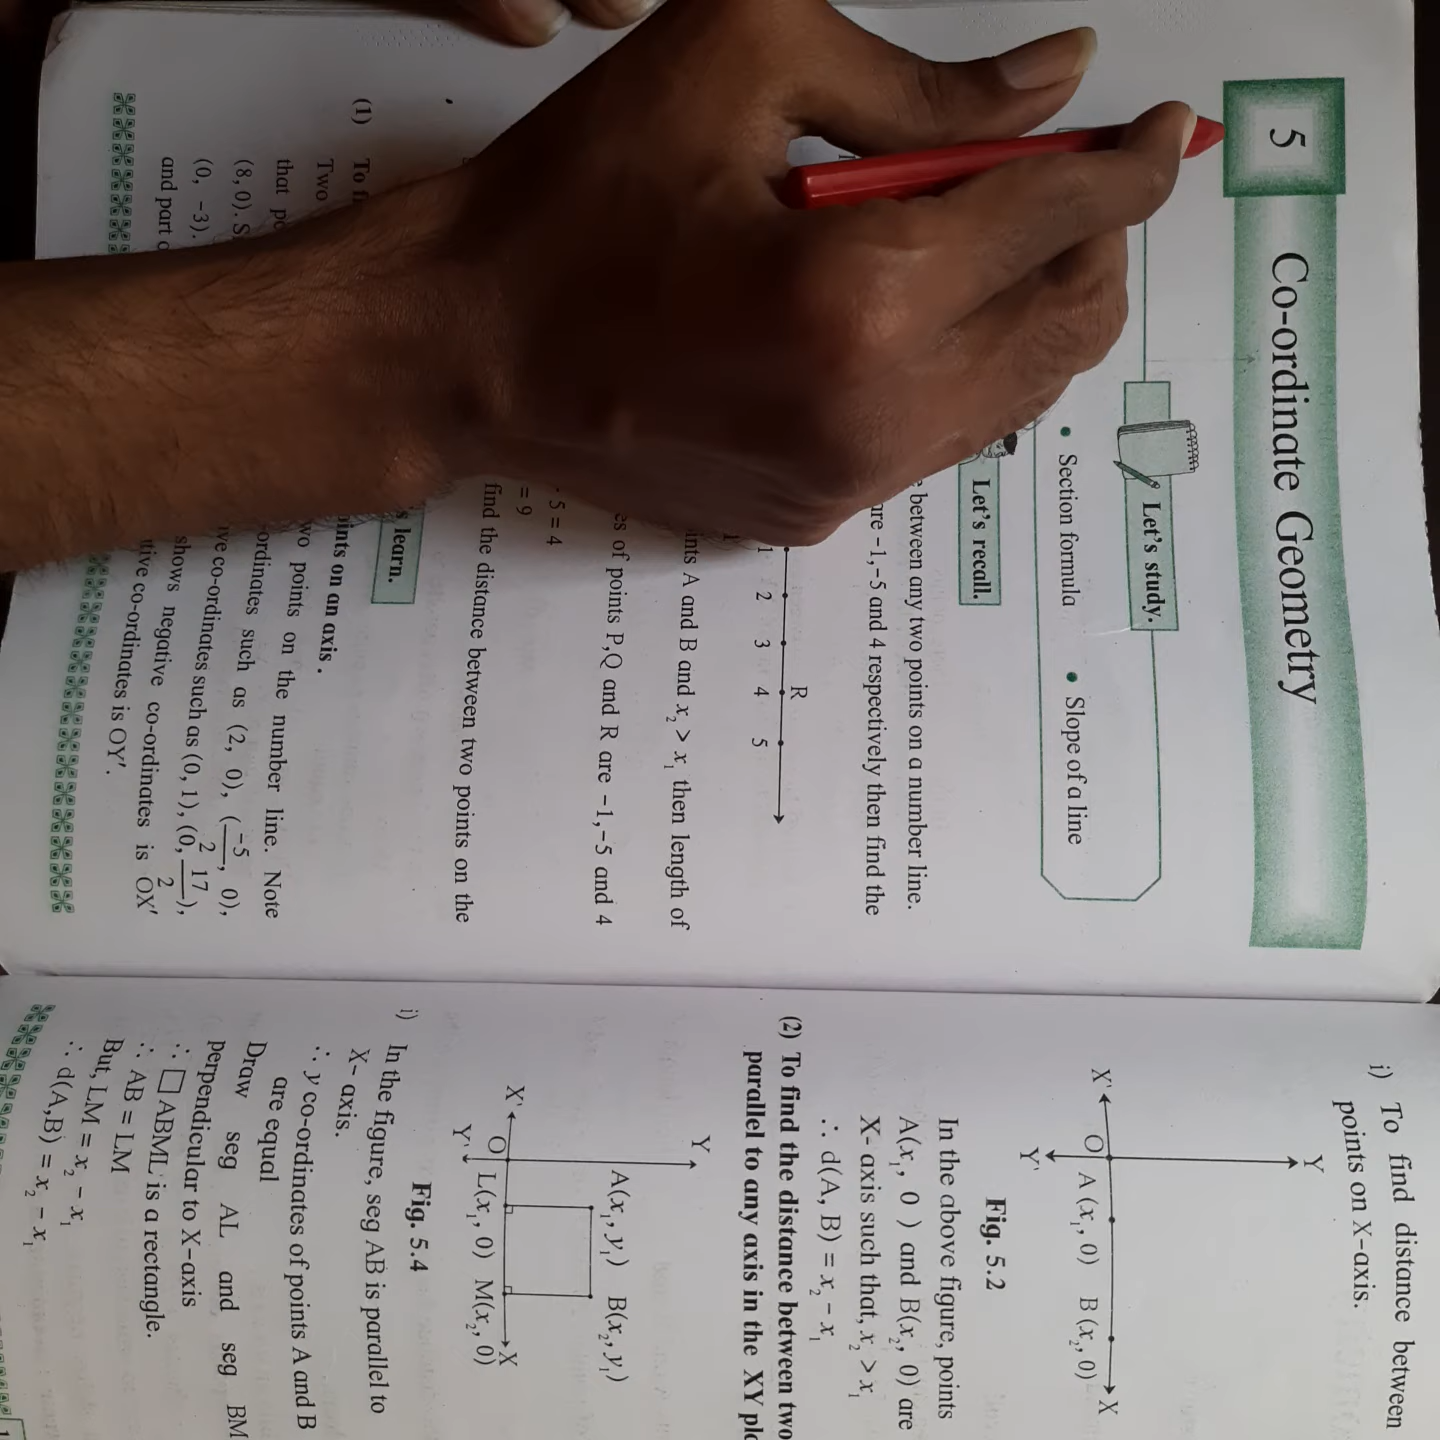 5
Co-ordinate Geometry
Let's study.
• Section formula • Slope of a line
Let's recall.
between any two points on a number line.
are −1,−5 and 4 respectively then find the
R
1 2 3 4 5
A and B and x₂ > x₁ then length of
of points P,Q and R are −1,−5 and 4
5 = 4
= 9
find the distance between two points on the
learn.
(1) To on an axis .
Two two points on the number line. Note
that such as (2, 0), (−5/2, 0),
(8, 0). co-ordinates such as (0, 1), (0, 17/2),
(0, −3). shows negative co-ordinates is OX′
and part co-ordinates is OY′.
i) To find distance between
points on X-axis.
Y
X' O A (x₁, 0) B (x₂, 0) X
Y'
Fig. 5.2
In the above figure, points
A(x₁, 0 ) and B(x₂, 0) are
X- axis such that, x₂ > x₁
∴ d(A, B) = x₂ − x₁
(2) To find the distance between two
parallel to any axis in the XY
Y
A(x₁, y₁) B(x₂, y₁)
X' O L(x₁, 0) M(x₂, 0) X
Y'
Fig. 5.4
i) In the figure, seg AB is parallel to
X- axis.
∴ y co-ordinates of points A and B
are equal
Draw seg AL and seg BM
perpendicular to X-axis
∴ □ ABML is a rectangle.
∴ AB = LM
But, LM = x₂ − x₁
∴ d(A,B) = x₂ − x₁